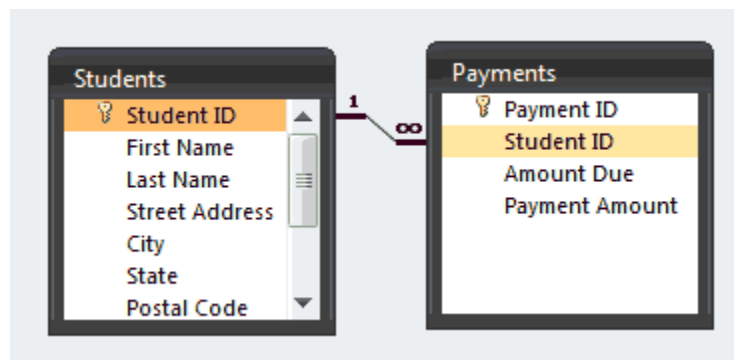 Students
Student ID
First Name
Last Name
Street Address
City
State
Postal Code
1
∞
Payments
Payment ID
Student ID
Amount Due
Payment Amount